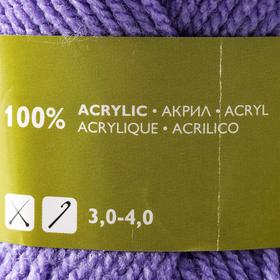 100% ACRYLIC • АКРИЛ • ACRYL
ACRYLIQUE • ACRILICO
3,0-4,0